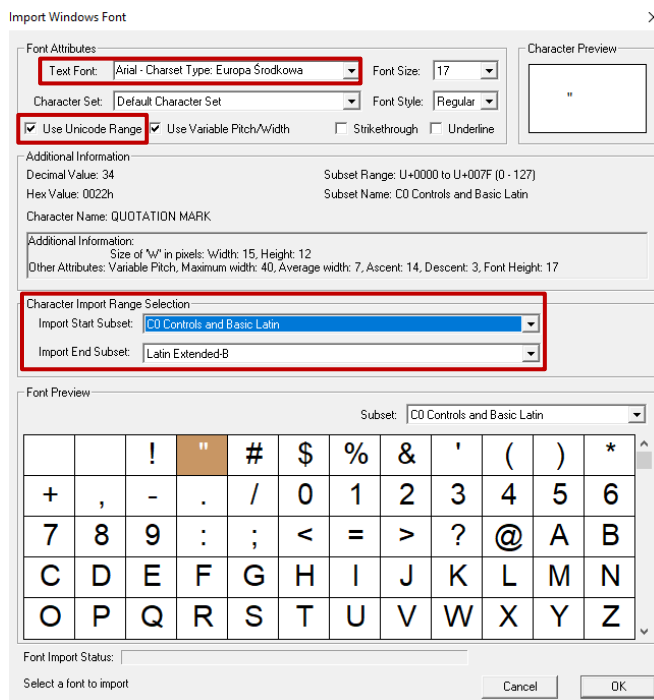 Import Windows Font
Font Attributes
Text Font: Arial - Charset Type: Europa Środkowa
Font Size: 17
Character Preview
"
Character Set: Default Character Set
Font Style: Regular
Use Unicode Range
Use Variable Pitch/Width
Strikethrough
Underline
Additional Information
Decimal Value: 34
Subset Range: U+0000 to U+007F (0 - 127)
Hex Value: 0022h
Subset Name: C0 Controls and Basic Latin
Character Name: QUOTATION MARK
Additional Information:
Size of 'W' in pixels: Width: 15, Height: 12
Other Attributes: Variable Pitch, Maximum width: 40, Average width: 7, Ascent: 14, Descent: 3, Font Height: 17
Character Import Range Selection
Import Start Subset: C0 Controls and Basic Latin
Import End Subset: Latin Extended-B
Font Preview
Subset: C0 Controls and Basic Latin
! " # $ % & ' ( ) *
+ , - . / 0 1 2 3 4 5 6
7 8 9 : ; < = > ? @ A B
C D E F G H I J K L M N
O P Q R S T U V W X Y Z
Font Import Status:
Select a font to import
Cancel
OK